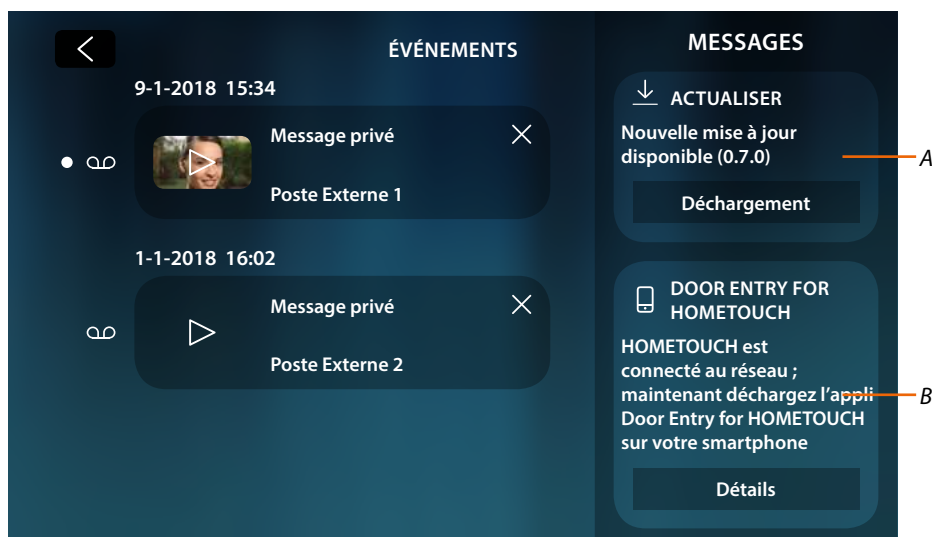 ÉVÉNEMENTS
9-1-2018 15:34
Message privé
Poste Externe 1
1-1-2018 16:02
Message privé
Poste Externe 2
MESSAGES
ACTUALISER
Nouvelle mise à jour
disponible (0.7.0)
Déchargement
A
DOOR ENTRY FOR
HOMETOUCH
HOMETOUCH est
connecté au réseau ;
maintenant déchargez l’appli
Door Entry for HOMETOUCH
sur votre smartphone
Détails
B